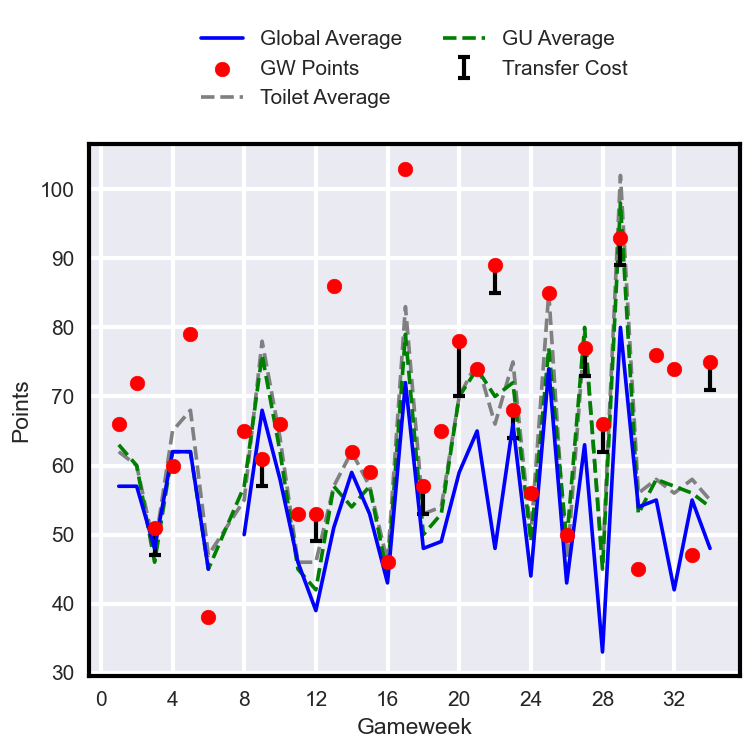 Global Average
GW Points
Toilet Average
GU Average
Transfer Cost
Points
100
90
80
70
60
50
40
30
0 4 8 12 16 20 24 28 32
Gameweek